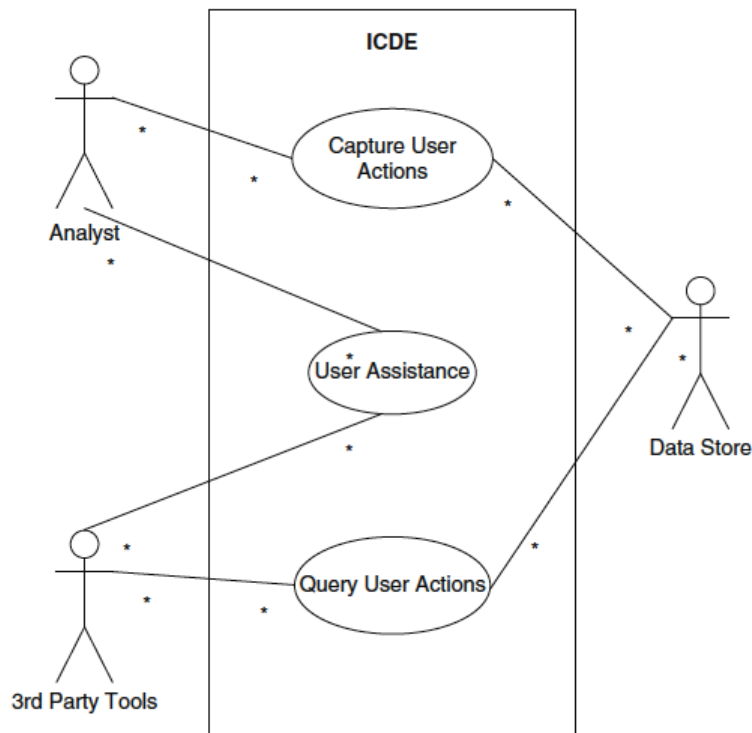 ICDE
Capture User
Actions
*
*
*
Analyst
*
*
*
*
User Assistance
Data Store
*
*
*
Query User Actions
*
*
3rd Party Tools